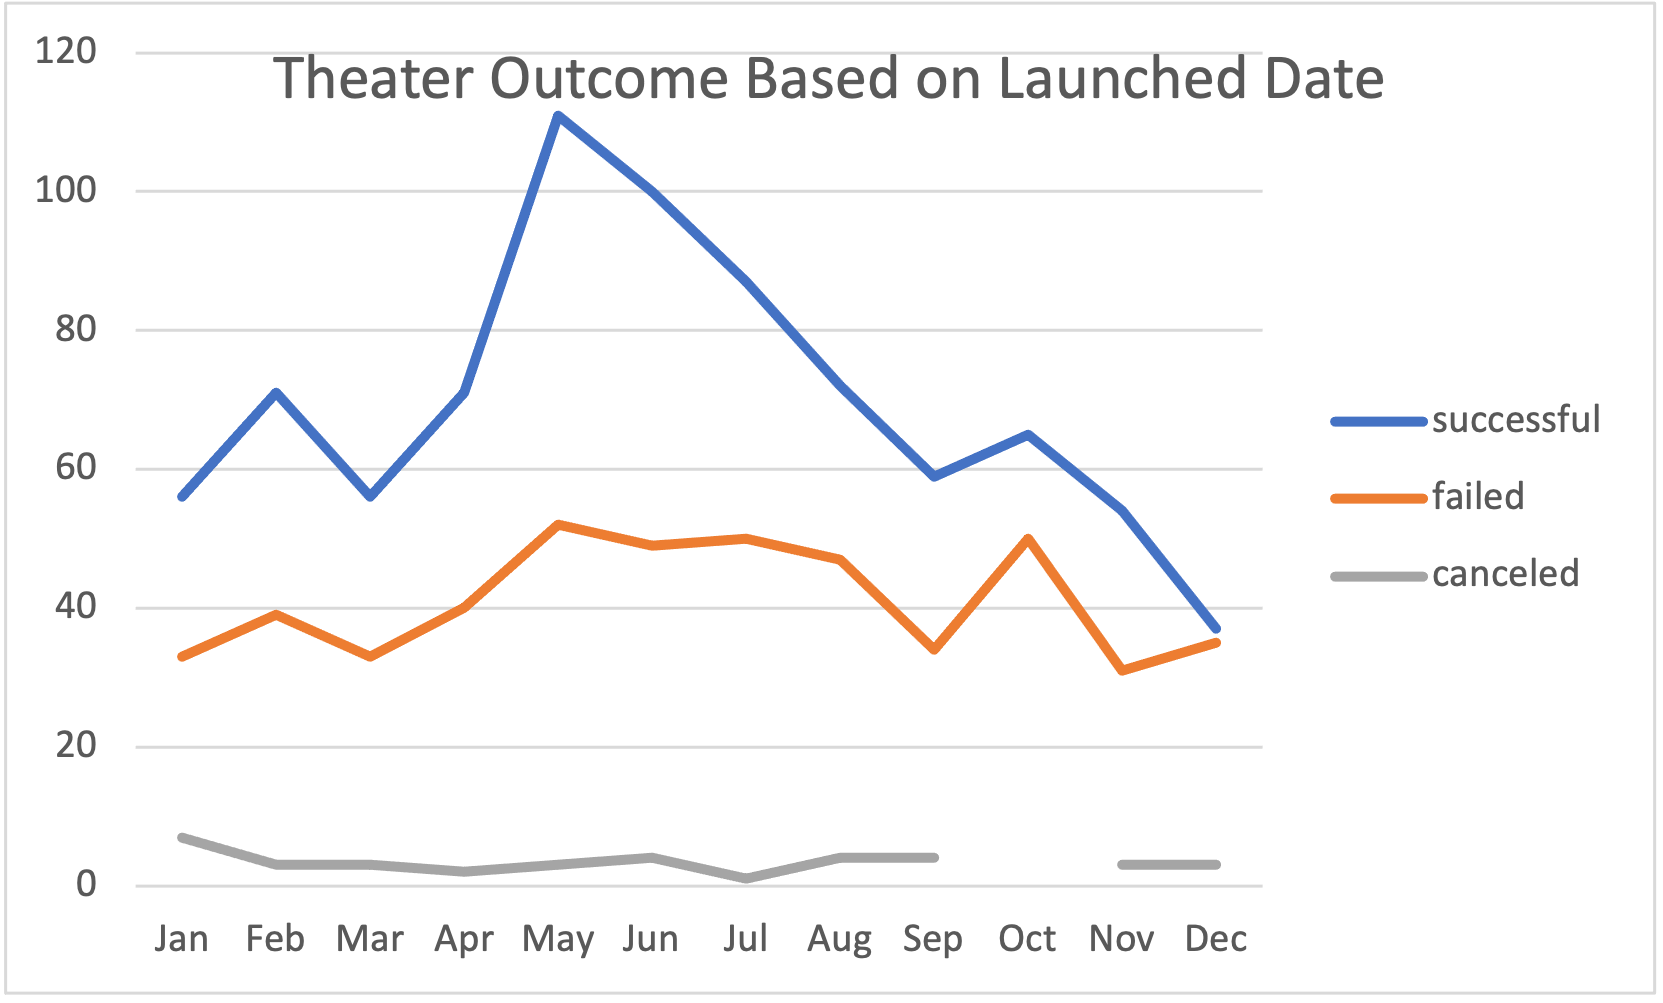 Theater Outcome Based on Launched Date
120
100
80
60
40
20
0
Jan Feb Mar Apr May Jun Jul Aug Sep Oct Nov Dec
successful
failed
canceled